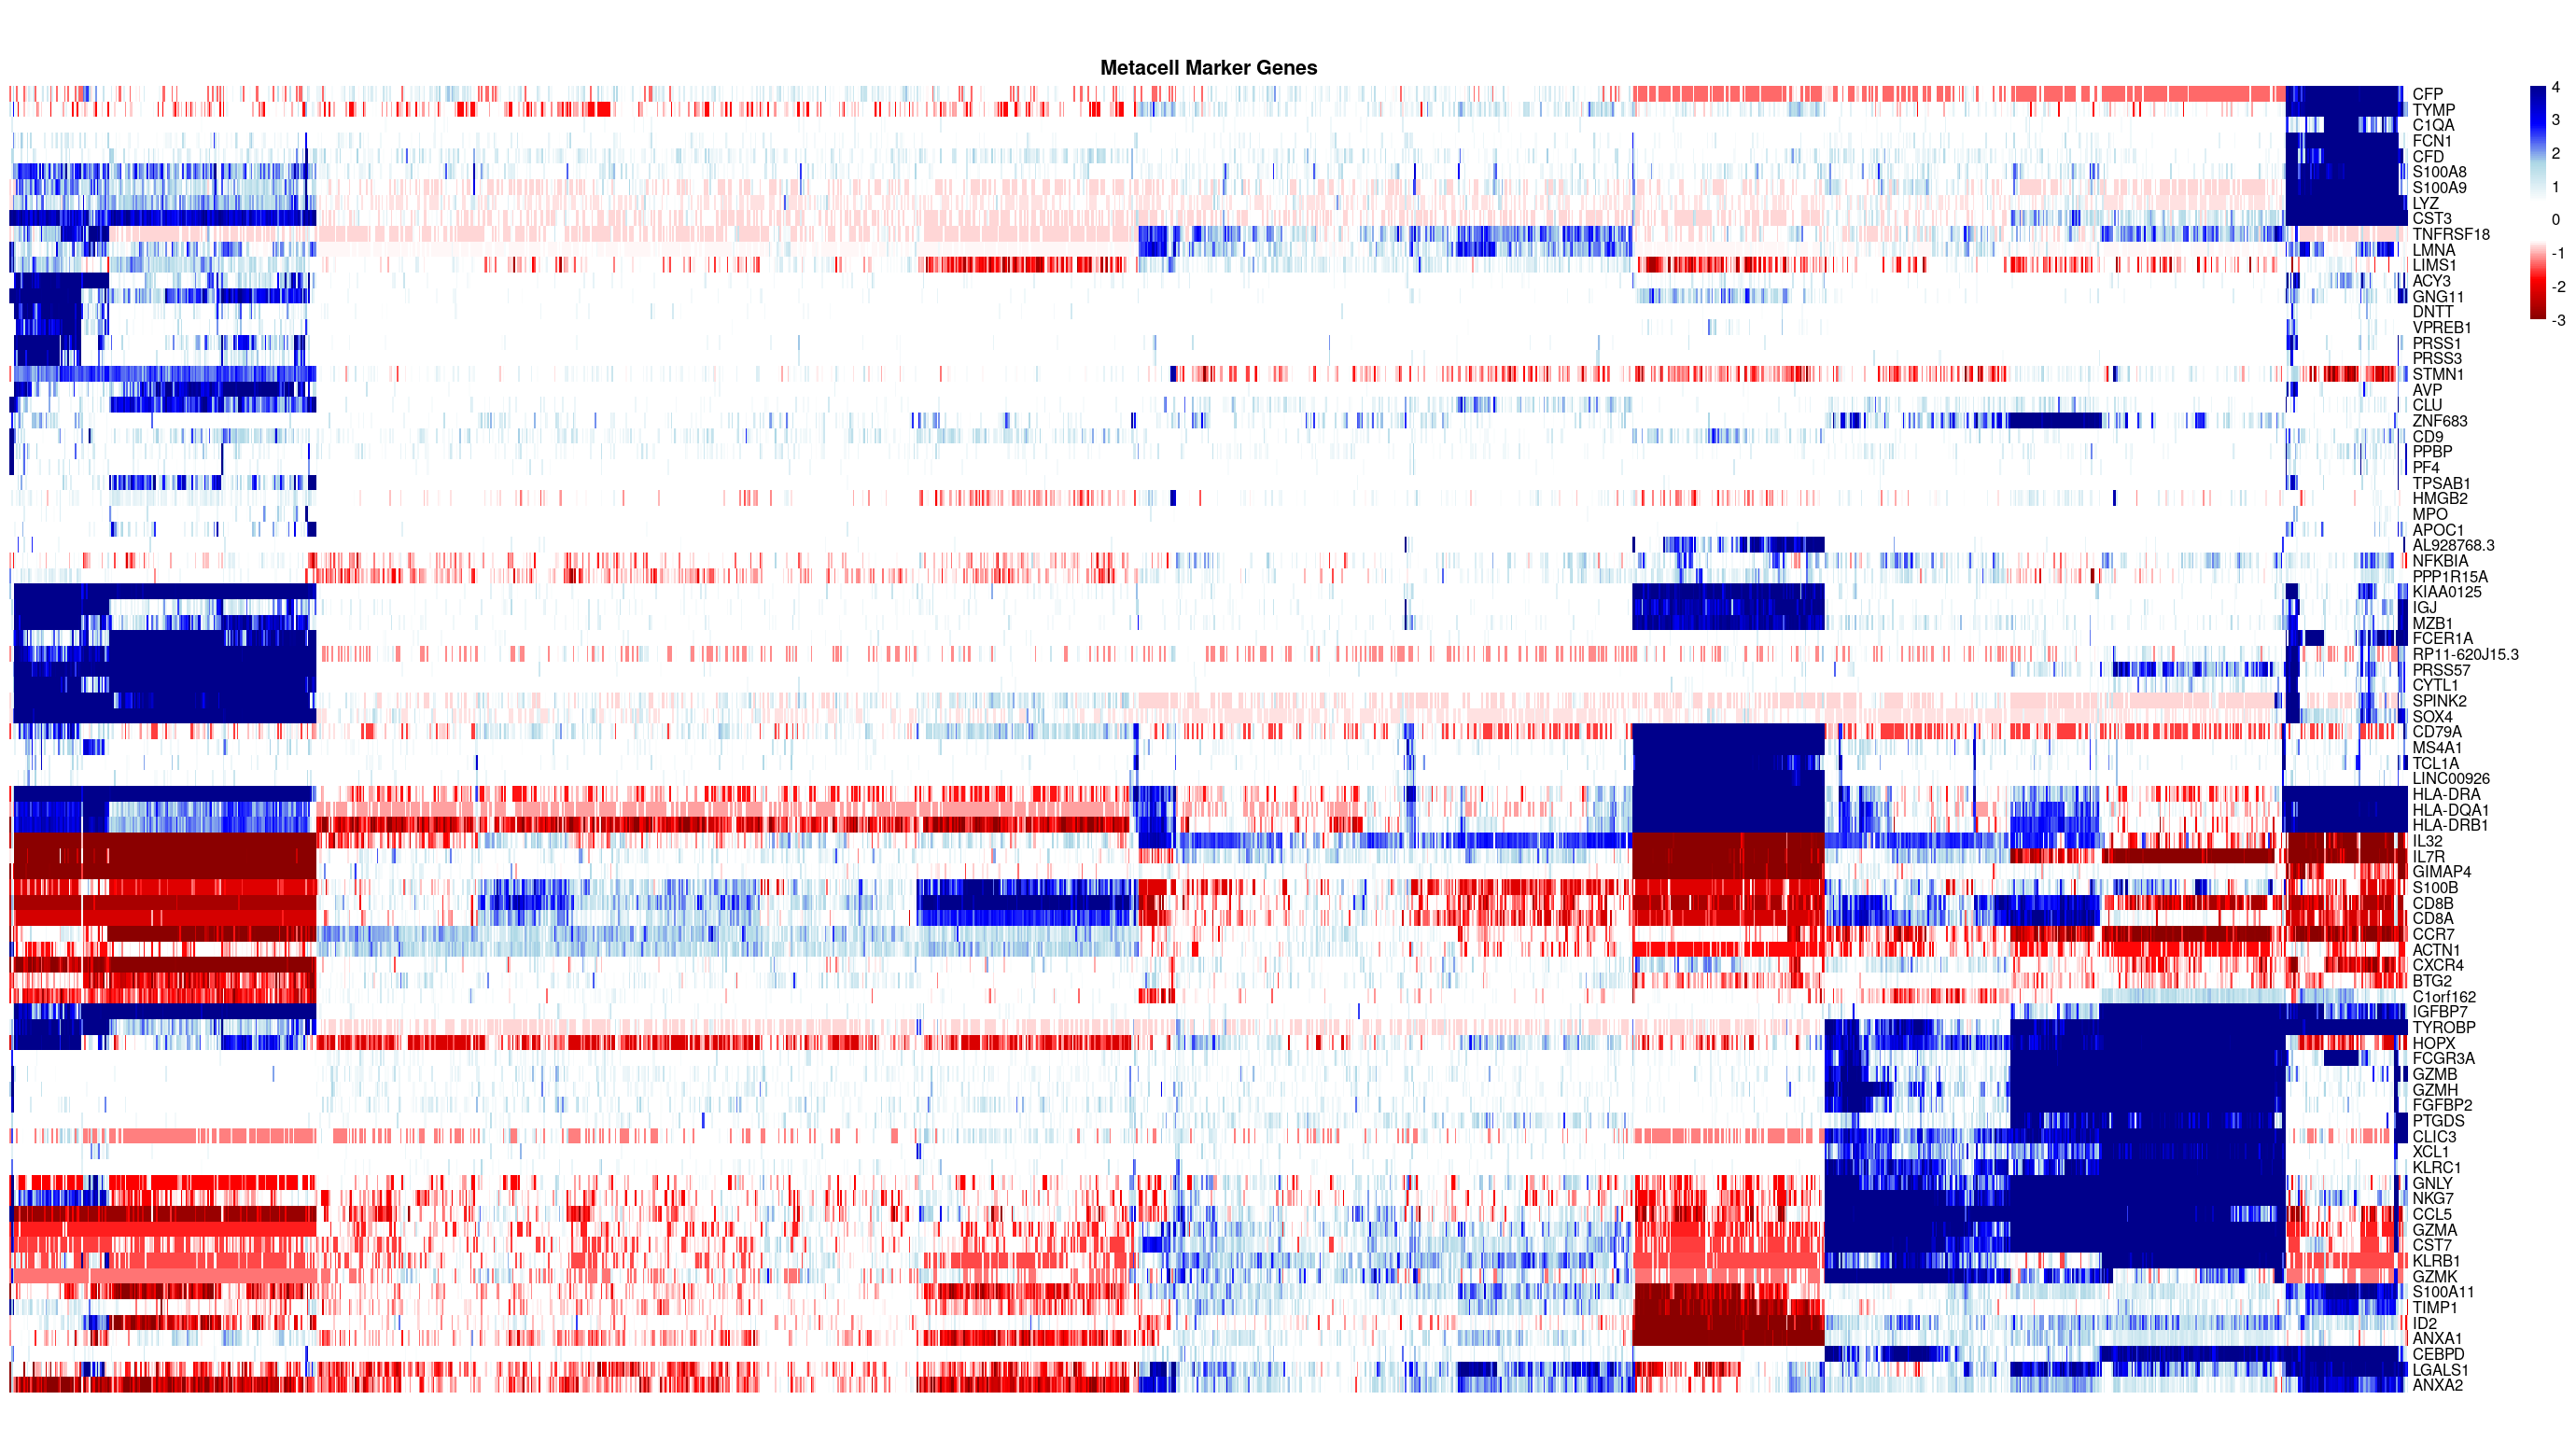 Metacell Marker Genes
CFP
TYMP
C1QA
FCN1
CFD
S100A8
S100A9
LYZ
CST3
TNFRSF18
LMNA
LIMS1
ACY3
GNG11
DNTT
VPREB1
PRSS1
PRSS3
STMN1
AVP
CLU
ZNF683
CD9
PPBP
PF4
TPSAB1
HMGB2
MPO
APOC1
AL928768.3
NFKBIA
PPP1R15A
KIAA0125
IGJ
MZB1
FCER1A
RP11-620J15.3
PRSS57
CYTL1
SPINK2
SOX4
CD79A
MS4A1
TCL1A
LINC00926
HLA-DRA
HLA-DQA1
HLA-DRB1
IL32
IL7R
GIMAP4
S100B
CD8B
CD8A
CCR7
ACTN1
CXCR4
BTG2
C1orf162
IGFBP7
TYROBP
HOPX
FCGR3A
GZMB
GZMH
FGFBP2
PTGDS
CLIC3
XCL1
KLRC1
GNLY
NKG7
CCL5
GZMA
CST7
KLRB1
GZMK
S100A11
TIMP1
ID2
ANXA1
CEBPD
LGALS1
ANXA2
4
3
2
1
0
-1
-2
-3